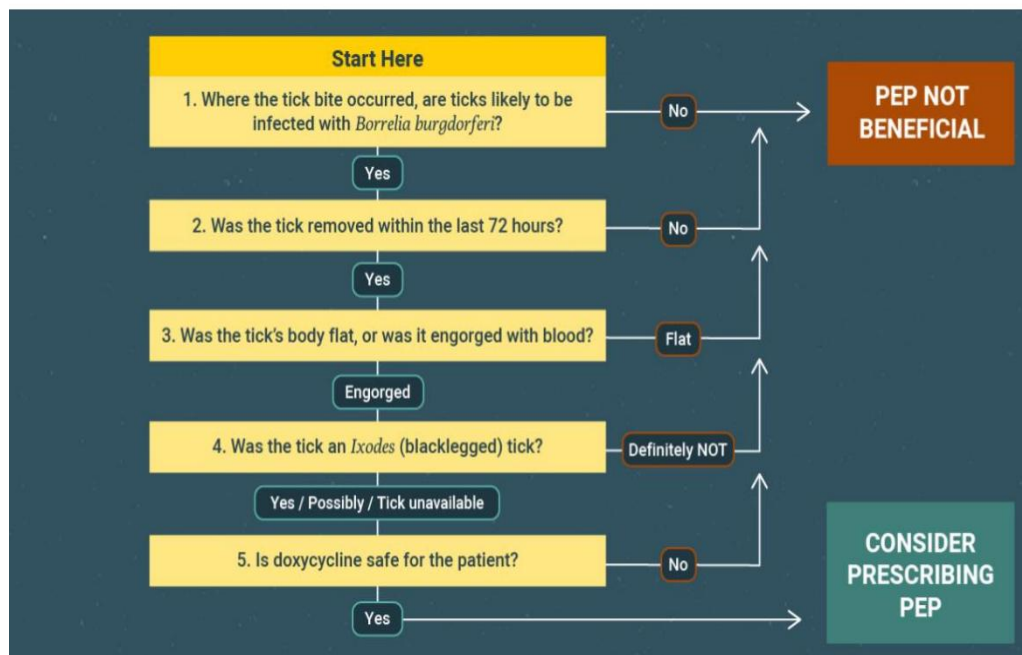 Start Here
1. Where the tick bite occurred, are ticks likely to be
infected with Borrelia burgdorferi?
No
PEP NOT
BENEFICIAL
Yes
2. Was the tick removed within the last 72 hours?
No
Yes
3. Was the tick’s body flat, or was it engorged with blood?
Flat
Engorged
4. Was the tick an Ixodes (blacklegged) tick?
Definitely NOT
Yes / Possibly / Tick unavailable
5. Is doxycycline safe for the patient?
No
Yes
CONSIDER
PRESCRIBING
PEP